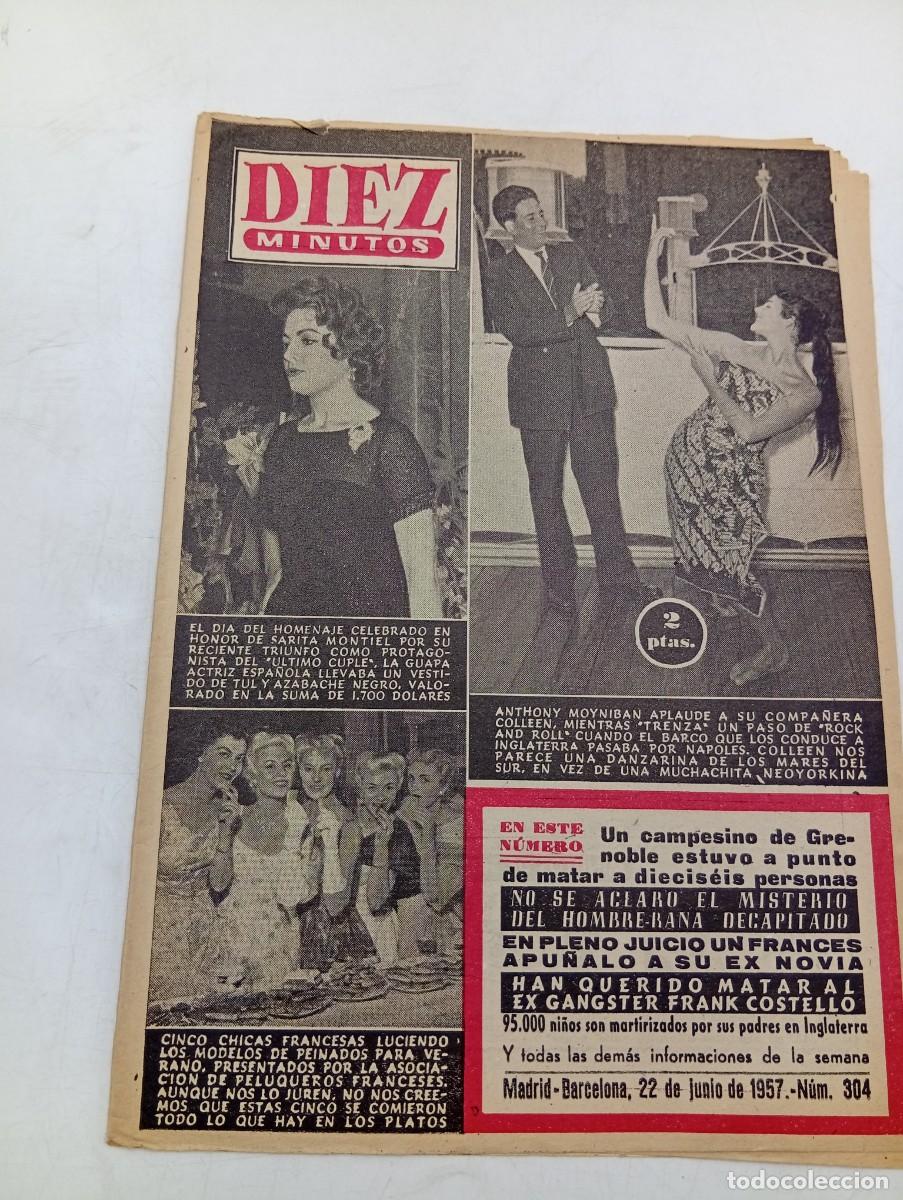 DIEZ
MINUTOS
EL DIA DEL HOMENAJE CELEBRADO EN
HONOR DE SARITA MONTIEL POR SU
RECIENTE TRIUNFO COMO PROTAGO-
NISTA DEL "ULTIMO CUPLE", LA GUAPA
ACTRIZ ESPAÑOLA LLEVABA UN VESTI-
DO DE TUL Y AZABACHE NEGRO, VALO-
RADO EN LA SUMA DE 1.700 DOLARES
2
ptas.
ANTHONY MOYNIBAN APLAUDE A SU COMPAÑERA
COLLEEN, MIENTRAS "TRENZA" UN PASO DE "ROCK
AND ROLL" CUANDO EL BARCO QUE LOS CONDUCE A
INGLATERRA PASABA POR NAPOLES. COLLEEN NOS
PARECE UNA DANZARINA DE LOS MARES DEL
SUR, EN VEZ DE UNA MUCHACHITA NEOYORKINA
CINCO CHICAS FRANCESAS LUCIENDO
LOS MODELOS DE PEINADOS PARA VE-
RANO, PRESENTADOS POR LA ASOCIA-
CION DE PELUQUEROS FRANCESES.
AUNQUE NOS LO JUREN, NO NOS CREE-
MOS QUE ESTAS CINCO SE COMIERON
TODO LO QUE HAY EN LOS PLATOS
EN ESTE
NÚMERO
Un campesino de Gre-
noble estuvo a punto
de matar a dieciséis personas
NO SE ACLARO EL MISTERIO
DEL HOMBRE-RANA DECAPITADO
EN PLENO JUICIO UN FRANCES
APUÑALO A SU EX NOVIA
HAN QUERIDO MATAR AL
EX GANGSTER FRANK COSTELLO
95.000 niños son martirizados por sus padres en Inglaterra
Y todas las demás informaciones de la semana
Madrid-Barcelona, 22 de junio de 1957.-Núm. 304
todocoleccion